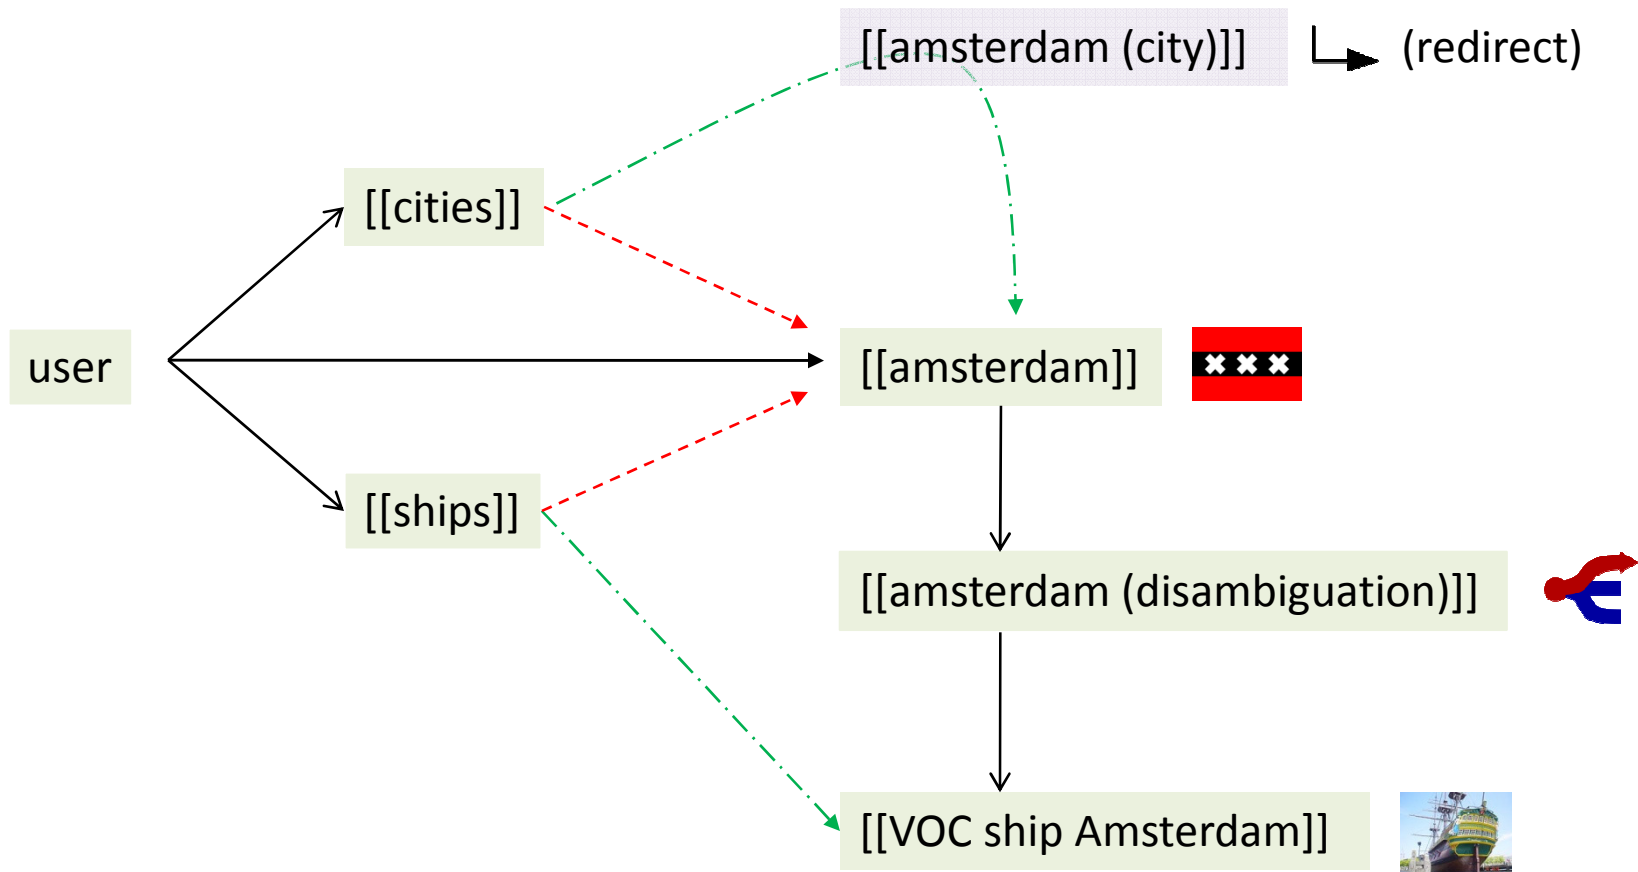 [[amsterdam (city)]]
(redirect)
[[cities]]
user
[[amsterdam]]
[[ships]]
[[amsterdam (disambiguation)]]
[[VOC ship Amsterdam]]